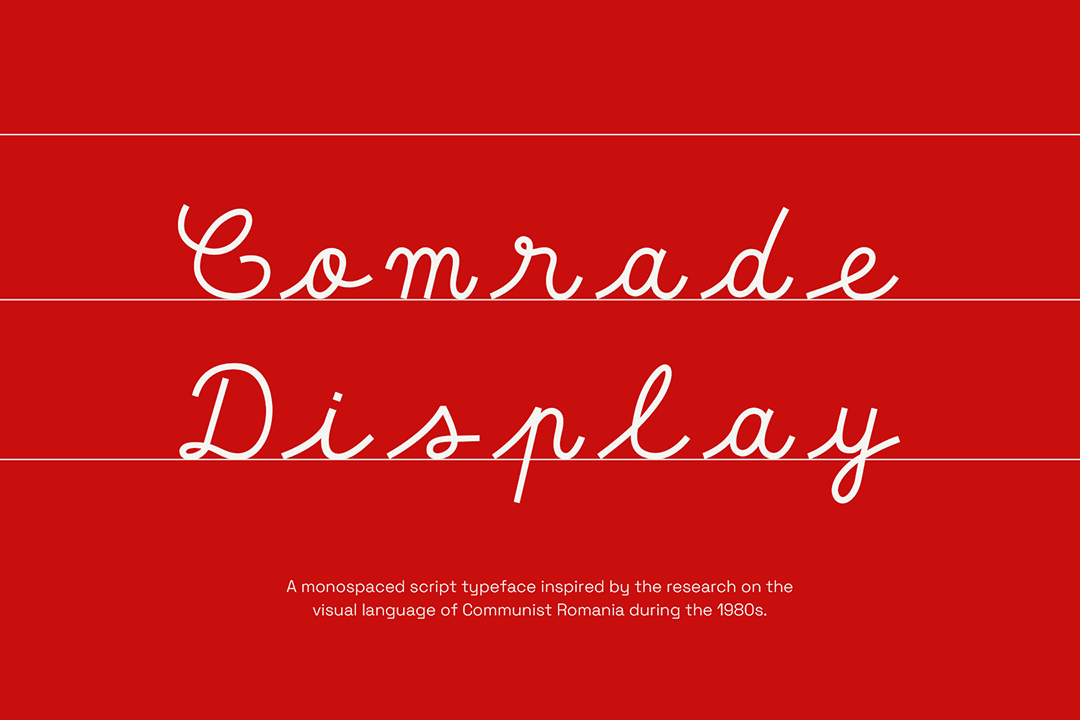 Comrade
Display
A monospaced script typeface inspired by the research on the
visual language of Communist Romania during the 1980s.